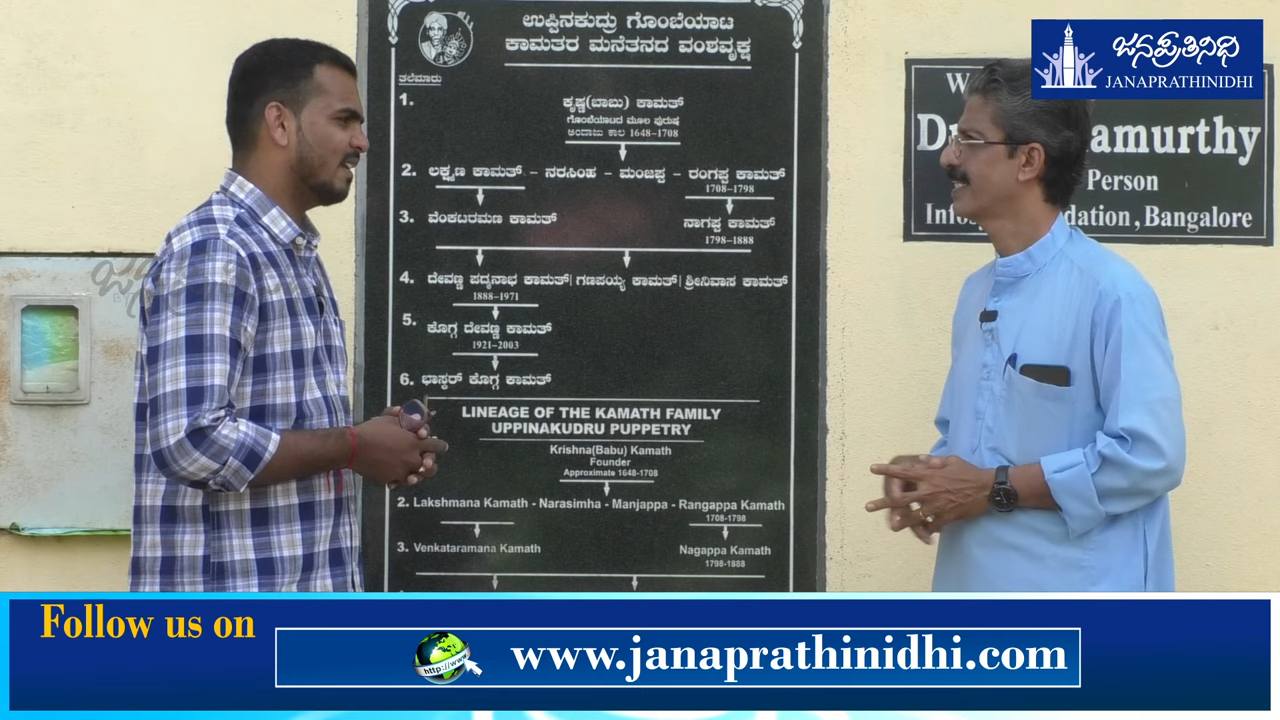 ಉಪ್ಪಿನಕುದ್ರು ಗೊಂಬೆಯಾಟ
ಕಾಮತರ ಮನೆತನದ ವಂಶವೃಕ್ಷ
ತಲೆಮಾರು
1. ಕೃಷ್ಣ(ಬಾಬು) ಕಾಮತ್
ಗೊಂಬೆಯಾಟದ ಮೂಲ ಪುರುಷ
ಅಂದಾಜು ಕಾಲ 1648-1708
2. ಲಕ್ಷ್ಮಣ ಕಾಮತ್ - ನರಸಿಂಹ - ಮಂಜಪ್ಪ - ರಂಗಪ್ಪ ಕಾಮತ್
1708-1798
3. ವೆಂಕಟರಮಣ ಕಾಮತ್ ನಾಗಪ್ಪ ಕಾಮತ್
1798-1888
4. ದೇವಣ್ಣ ಪದ್ಮನಾಭ ಕಾಮತ್| ಗಣಪಯ್ಯ ಕಾಮತ್| ಶ್ರೀನಿವಾಸ ಕಾಮತ್
1888-1971
5. ಕೊಗ್ಗ ದೇವಣ್ಣ ಕಾಮತ್
1921-2003
6. ಭಾಸ್ಕರ್ ಕೊಗ್ಗ ಕಾಮತ್
LINEAGE OF THE KAMATH FAMILY
UPPINAKUDRU PUPPETRY
Krishna(Babu) Kamath
Founder
Approximate 1648-1708
2. Lakshmana Kamath - Narasimha - Manjappa - Rangappa Kamath
1708-1798
3. Venkataramana Kamath Nagappa Kamath
1798-1888
ಜನಪ್ರತಿನಿಧಿ
JANAPRATHINIDHI
amurthy
Person
dation, Bangalore
Follow us on
http://www
www.janaprathinidhi.com